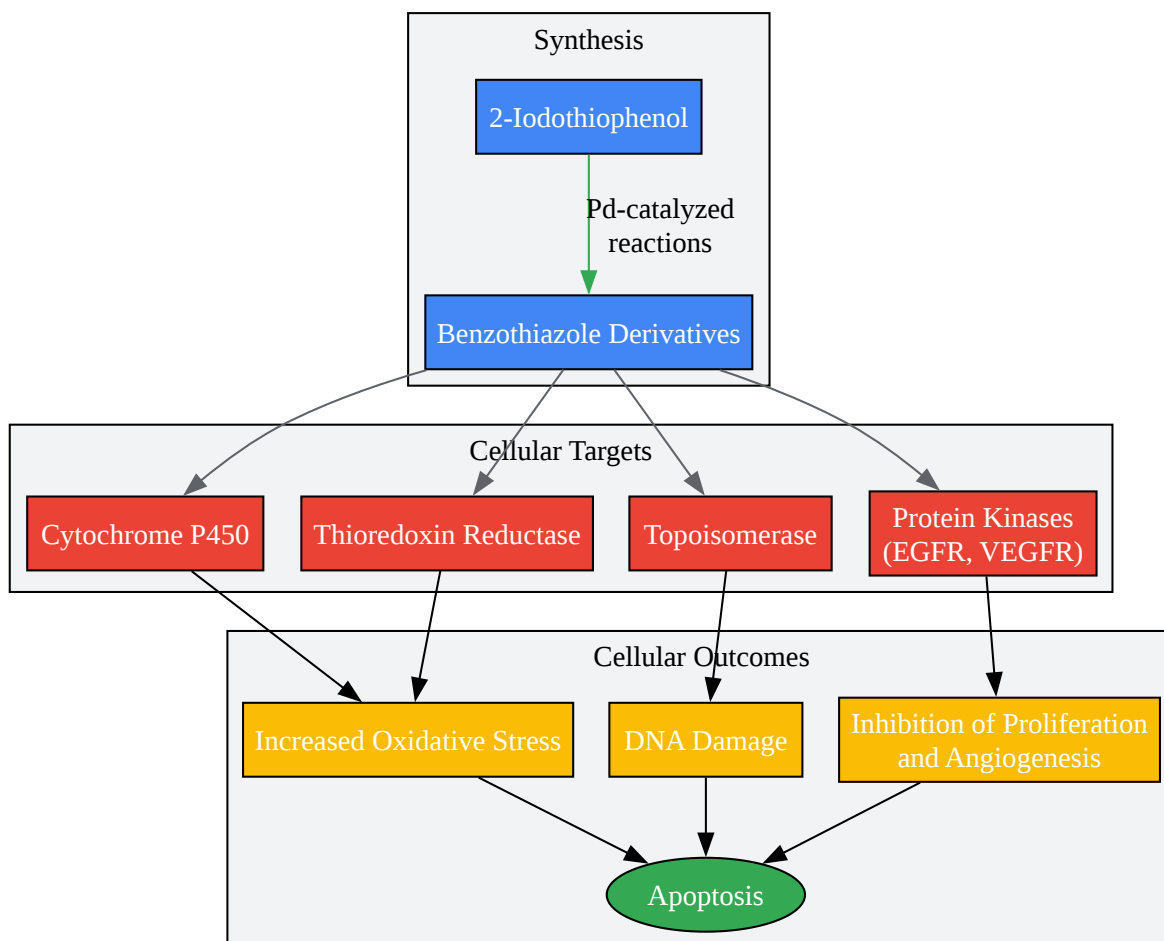 Synthesis
2-Iodothiophenol
Pd-catalyzed
reactions
Benzothiazole Derivatives
Cellular Targets
Cytochrome P450
Thioredoxin Reductase
Topoisomerase
Protein Kinases
(EGFR, VEGFR)
Cellular Outcomes
Increased Oxidative Stress
DNA Damage
Inhibition of Proliferation
and Angiogenesis
Apoptosis